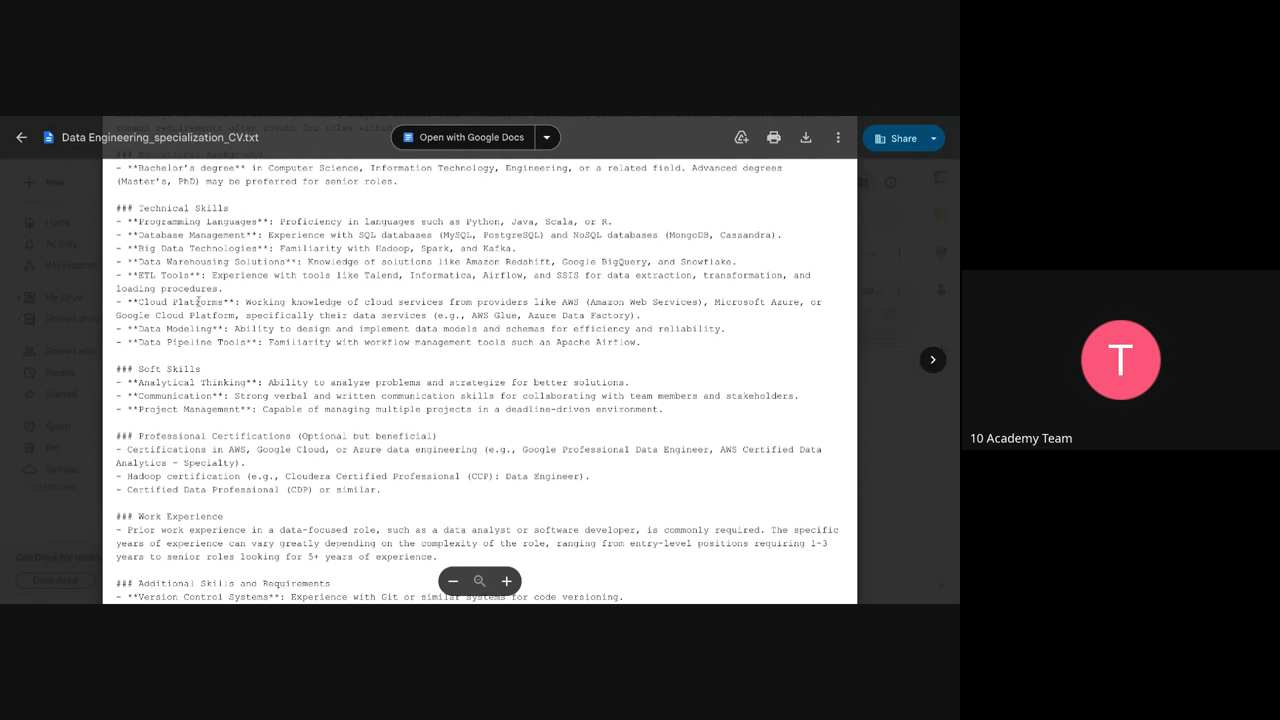 Data Engineering_specialization_CV.txt
Open with Google Docs
Share
- **Bachelor's degree** in Computer Science, Information Technology, Engineering, or a related field. Advanced degrees
(Master's, PhD) may be preferred for senior roles.
### Technical Skills
- **Programming Languages**: Proficiency in languages such as Python, Java, Scala, or R.
- **Database Management**: Experience with SQL databases (MySQL, PostgreSQL) and NoSQL databases (MongoDB, Cassandra).
- **Big Data Technologies**: Familiarity with Hadoop, Spark, and Kafka.
- **Data Warehousing Solutions**: Knowledge of solutions like Amazon Redshift, Google BigQuery, and Snowflake.
- **ETL Tools**: Experience with tools like Talend, Informatica, Airflow, and SSIS for data extraction, transformation, and
loading procedures.
- **Cloud Platforms**: Working knowledge of cloud services from providers like AWS (Amazon Web Services), Microsoft Azure, or
Google Cloud Platform, specifically their data services (e.g., AWS Glue, Azure Data Factory).
- **Data Modeling**: Ability to design and implement data models and schemas for efficiency and reliability.
- **Data Pipeline Tools**: Familiarity with workflow management tools such as Apache Airflow.
### Soft Skills
- **Analytical Thinking**: Ability to analyze problems and strategize for better solutions.
- **Communication**: Strong verbal and written communication skills for collaborating with team members and stakeholders.
- **Project Management**: Capable of managing multiple projects in a deadline-driven environment.
### Professional Certifications (Optional but beneficial)
- Certifications in AWS, Google Cloud, or Azure data engineering (e.g., Google Professional Data Engineer, AWS Certified Data
Analytics – Specialty).
- Hadoop certification (e.g., Cloudera Certified Professional (CCP): Data Engineer).
- Certified Data Professional (CDP) or similar.
### Work Experience
- Prior work experience in a data-focused role, such as a data analyst or software developer, is commonly required. The specific
years of experience can vary greatly depending on the complexity of the role, ranging from entry-level positions requiring 1-3
years to senior roles looking for 5+ years of experience.
### Additional Skills and Requirements
- **Version Control Systems**: Experience with Git or similar systems for code versioning.
New
Home
Activity
Workspaces
My Drive
Shared
Shared with
Recent
Starred
Spam
Bin
Storage
Download
T
10 Academy Team